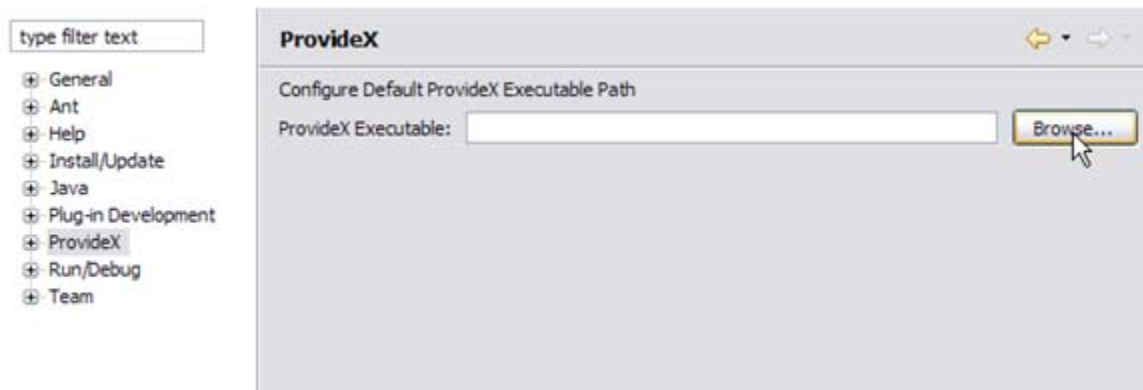 type filter text
General
Ant
Help
Install/Update
Java
Plug-in Development
ProvideX
Run/Debug
Team
ProvideX
Configure Default ProvideX Executable Path
ProvideX Executable:
Browse...